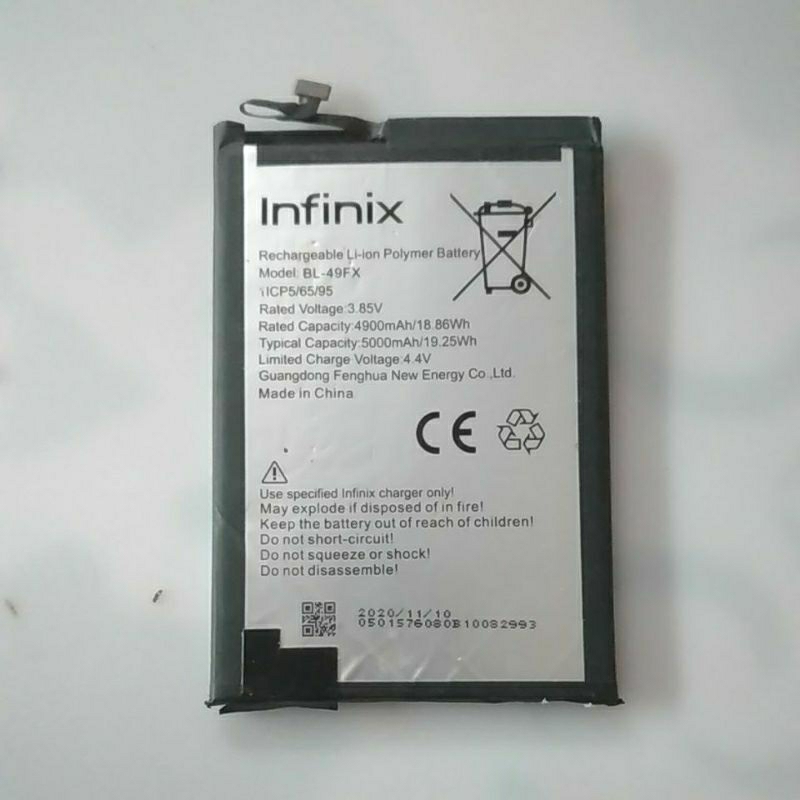 Infinix
Rechargeable Li-ion Polymer Battery
Model: BL-49FX
1ICP5/65/95
Rated Voltage:3.85V
Rated Capacity:4900mAh/18.86Wh
Typical Capacity:5000mAh/19.25Wh
Limited Charge Voltage:4.4V
Guangdong Fenghua New Energy Co.,Ltd.
Made in China
CE
Use specified Infinix charger only!
May explode if disposed of in fire!
Keep the battery out of reach of children!
Do not short-circuit!
Do not squeeze or shock!
Do not disassemble!
2020/11/10
0501576080B10082993